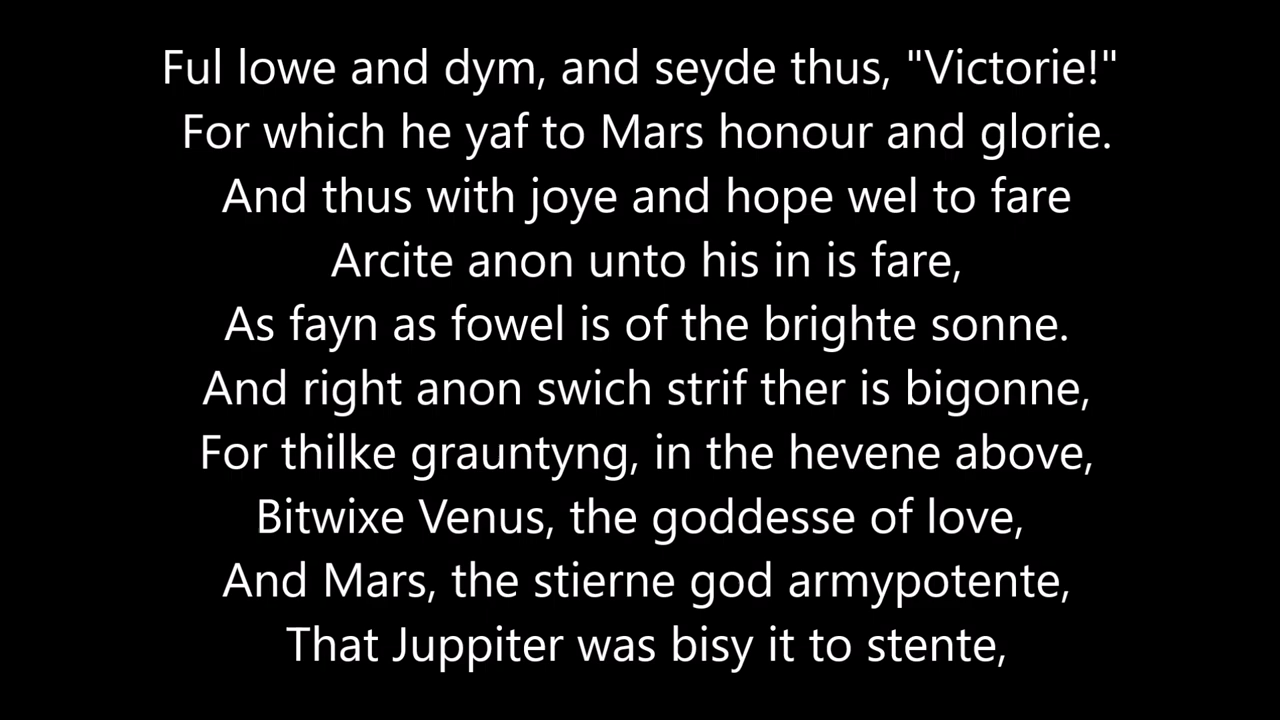 Ful lowe and dym, and seyde thus, "Victorie!"
For which he yaf to Mars honour and glorie.
And thus with joye and hope wel to fare
Arcite anon unto his in is fare,
As fayn as fowel is of the brighte sonne.
And right anon swich strif ther is bigonne,
For thilke grauntyng, in the hevene above,
Bitwixe Venus, the goddesse of love,
And Mars, the stierne god armypotente,
That Juppiter was bisy it to stente,